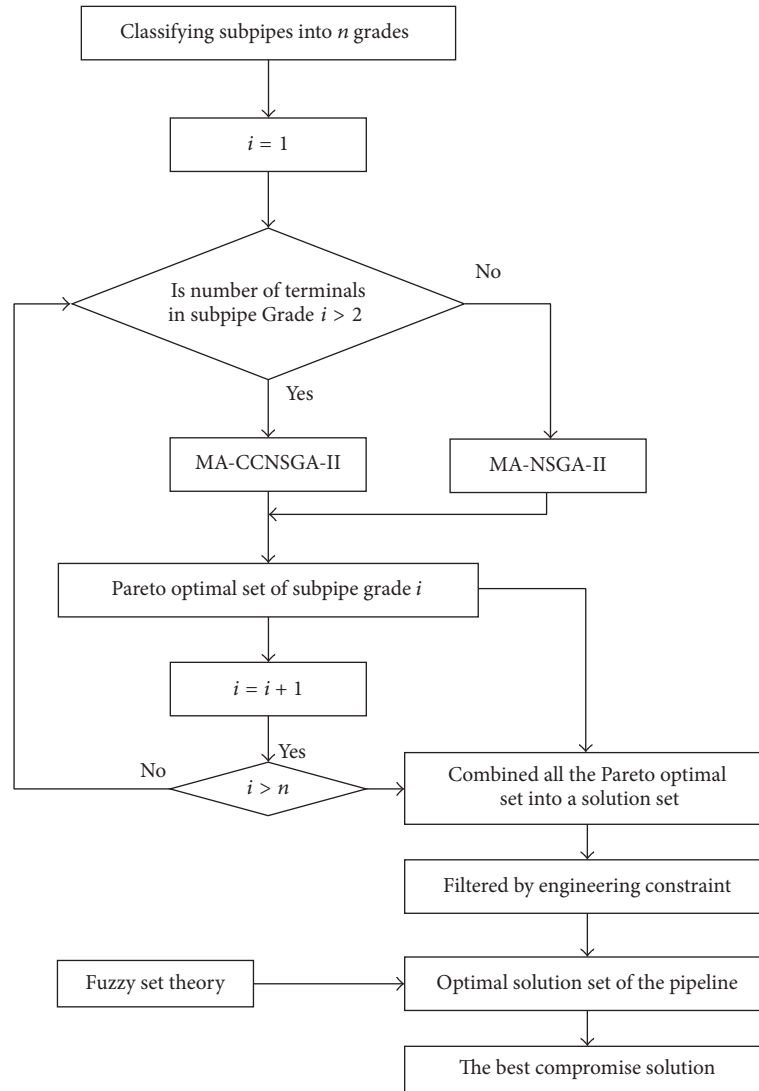 Classifying subpipes into n grades
i = 1
Is number of terminals
in subpipe Grade i > 2
No
Yes
MA-CCNSGA-II
MA-NSGA-II
Pareto optimal set of subpipe grade i
i = i + 1
Yes
No
i > n
Combined all the Pareto optimal
set into a solution set
Filtered by engineering constraint
Fuzzy set theory
Optimal solution set of the pipeline
The best compromise solution